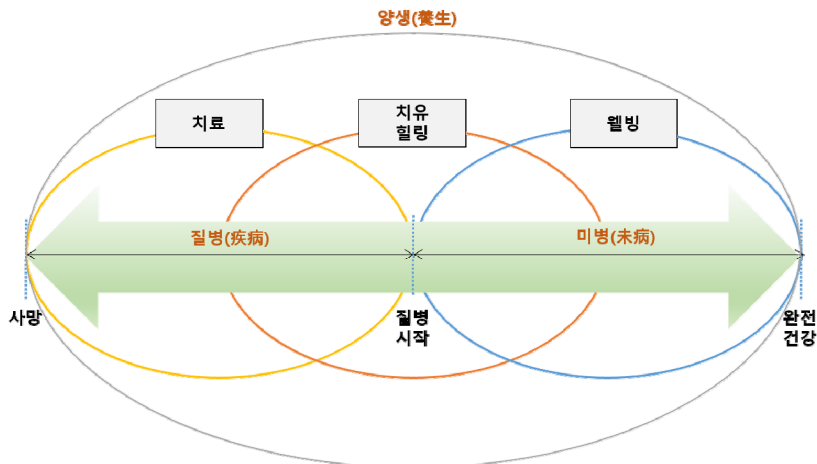 양생(養生)
치료
치유
힐링
웰빙
질병(疾病)
미병(未病)
사망
질병
시작
완전
건강